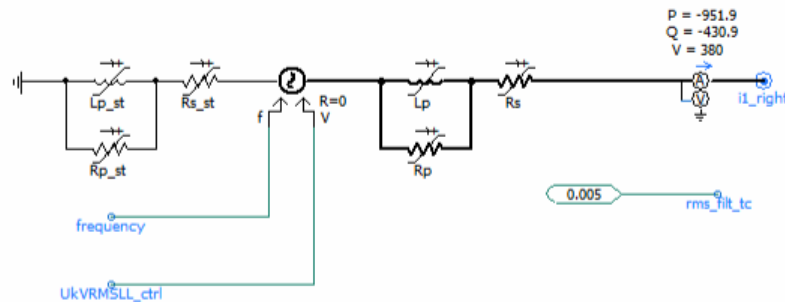 P = -951.9
Q = -430.9
V = 380
A
V
i1_right
Lp_st
Rs_st
Rp_st
R=0
f
V
Lp
Rs
Rp
0.005
rms_filt_tc
frequency
UkVRMSLL_ctrl